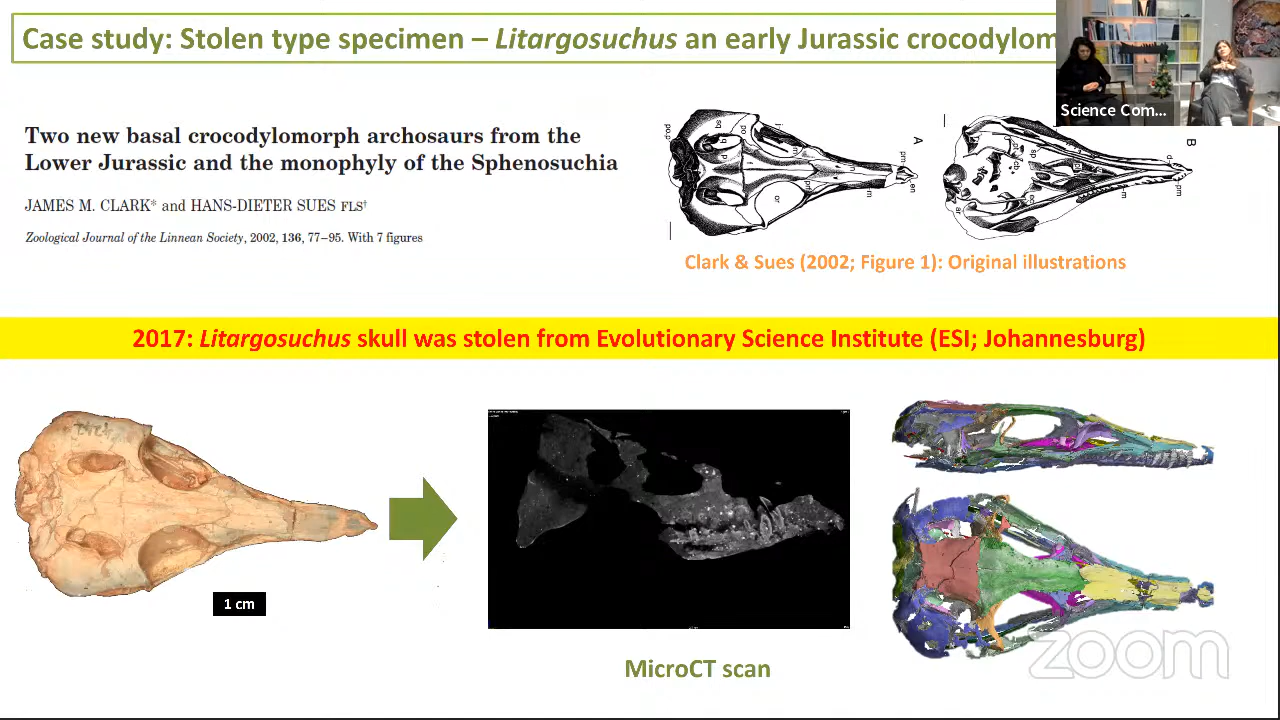 Case study: Stolen type specimen – Litargosuchus an early Jurassic crocodylom
Science Com...
Two new basal crocodylomorph archosaurs from the
Lower Jurassic and the monophyly of the Sphenosuchia
JAMES M. CLARK* and HANS-DIETER SUES FLS†
Zoological Journal of the Linnean Society, 2002, 136, 77–95. With 7 figures
A
B
Clark & Sues (2002; Figure 1): Original illustrations
2017: Litargosuchus skull was stolen from Evolutionary Science Institute (ESI; Johannesburg)
1 cm
MicroCT scan
zoom